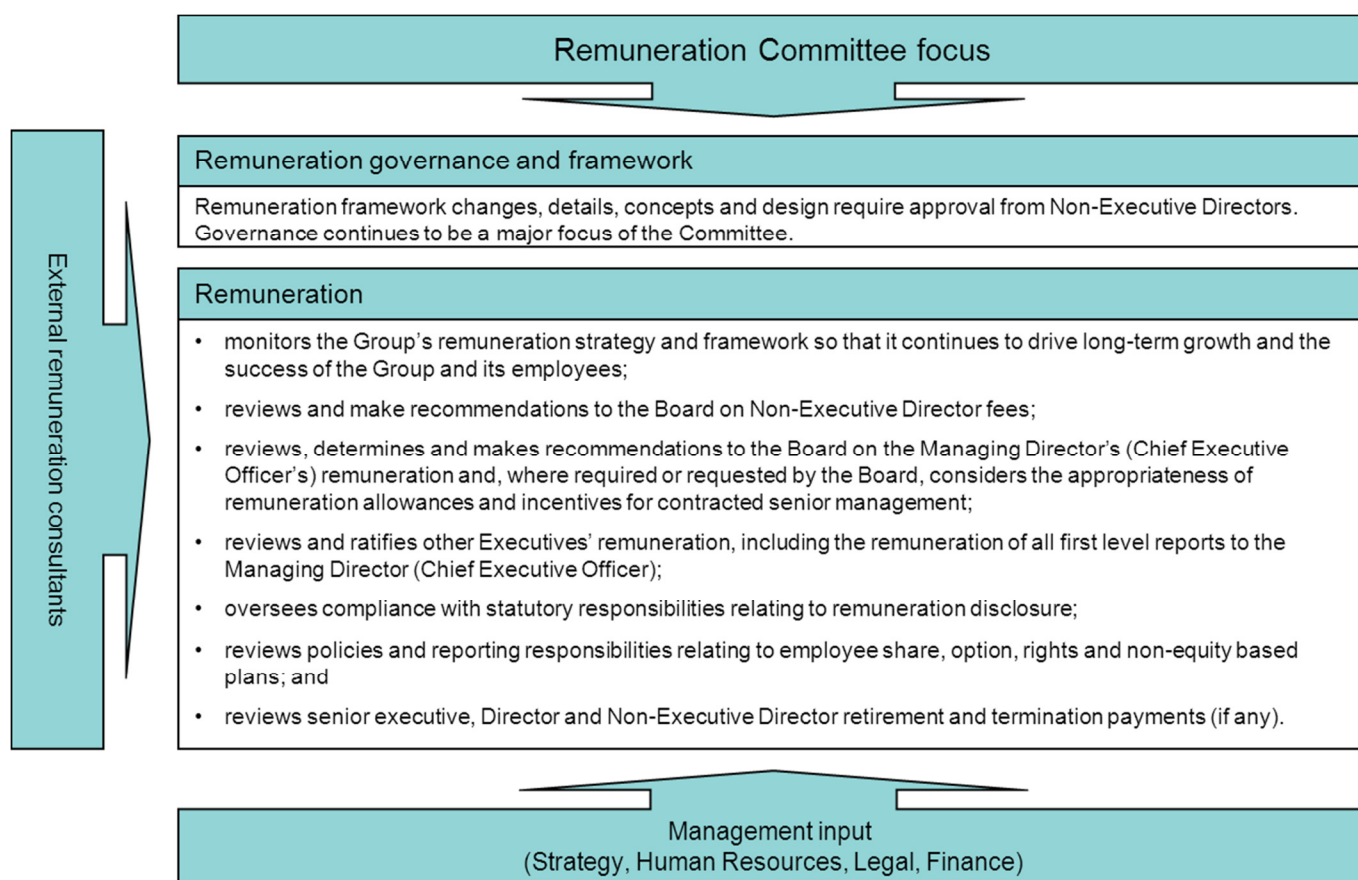 Remuneration Committee focus
External remuneration consultants
Remuneration governance and framework
Remuneration framework changes, details, concepts and design require approval from Non-Executive Directors.
Governance continues to be a major focus of the Committee.
Remuneration
• monitors the Group's remuneration strategy and framework so that it continues to drive long-term growth and the
success of the Group and its employees;
• reviews and make recommendations to the Board on Non-Executive Director fees;
• reviews, determines and makes recommendations to the Board on the Managing Director's (Chief Executive
Officer's) remuneration and, where required or requested by the Board, considers the appropriateness of
remuneration allowances and incentives for contracted senior management;
• reviews and ratifies other Executives' remuneration, including the remuneration of all first level reports to the
Managing Director (Chief Executive Officer);
• oversees compliance with statutory responsibilities relating to remuneration disclosure;
• reviews policies and reporting responsibilities relating to employee share, option, rights and non-equity based
plans; and
• reviews senior executive, Director and Non-Executive Director retirement and termination payments (if any).
Management input
(Strategy, Human Resources, Legal, Finance)